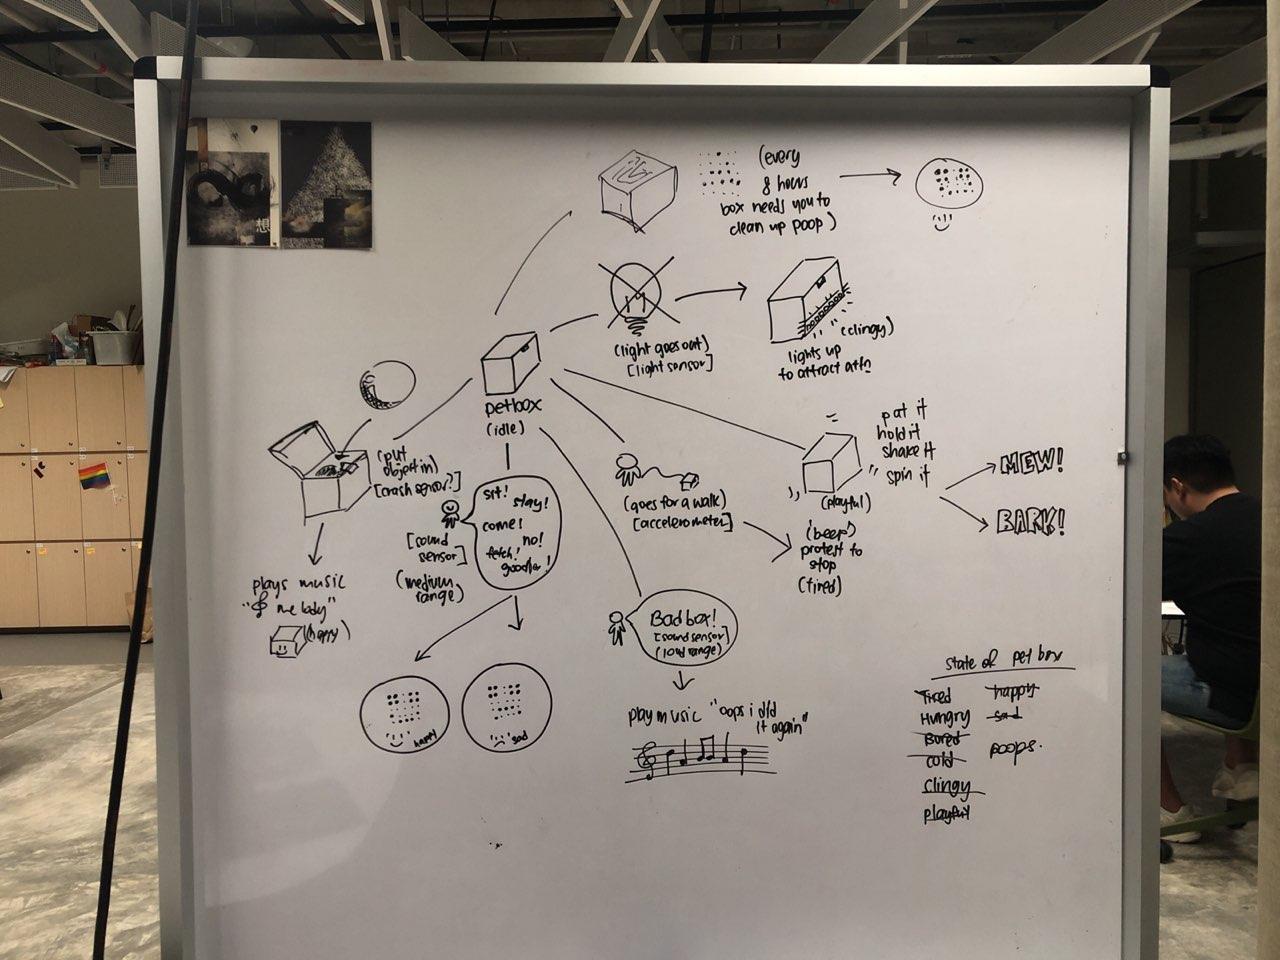 想
(every
8 hours
box needs you to
clean up poop)
(light goes out)
[light sensor]
(clingy)
lights up
to attract attn
petbox
(idle)
(put
object in)
[crash sensor?]
plays music
"me lody"
(happy)
sit!
stay!
come!
no!
fetch!
[sound
sensor]
(medium
range)
happy
sad
(goes for a walk)
[accelerometer]
(beep)
protest to
stop
(tired)
pat it
hold it
shake it
spin it
(playful)
MEW!
BARK!
Bad box!
[sound sensor]
(loud range)
play music "oops i did
it again"
state of pet box
Tired
Hungry
Bored
cold
clingy
playful
happy
sad
poops.